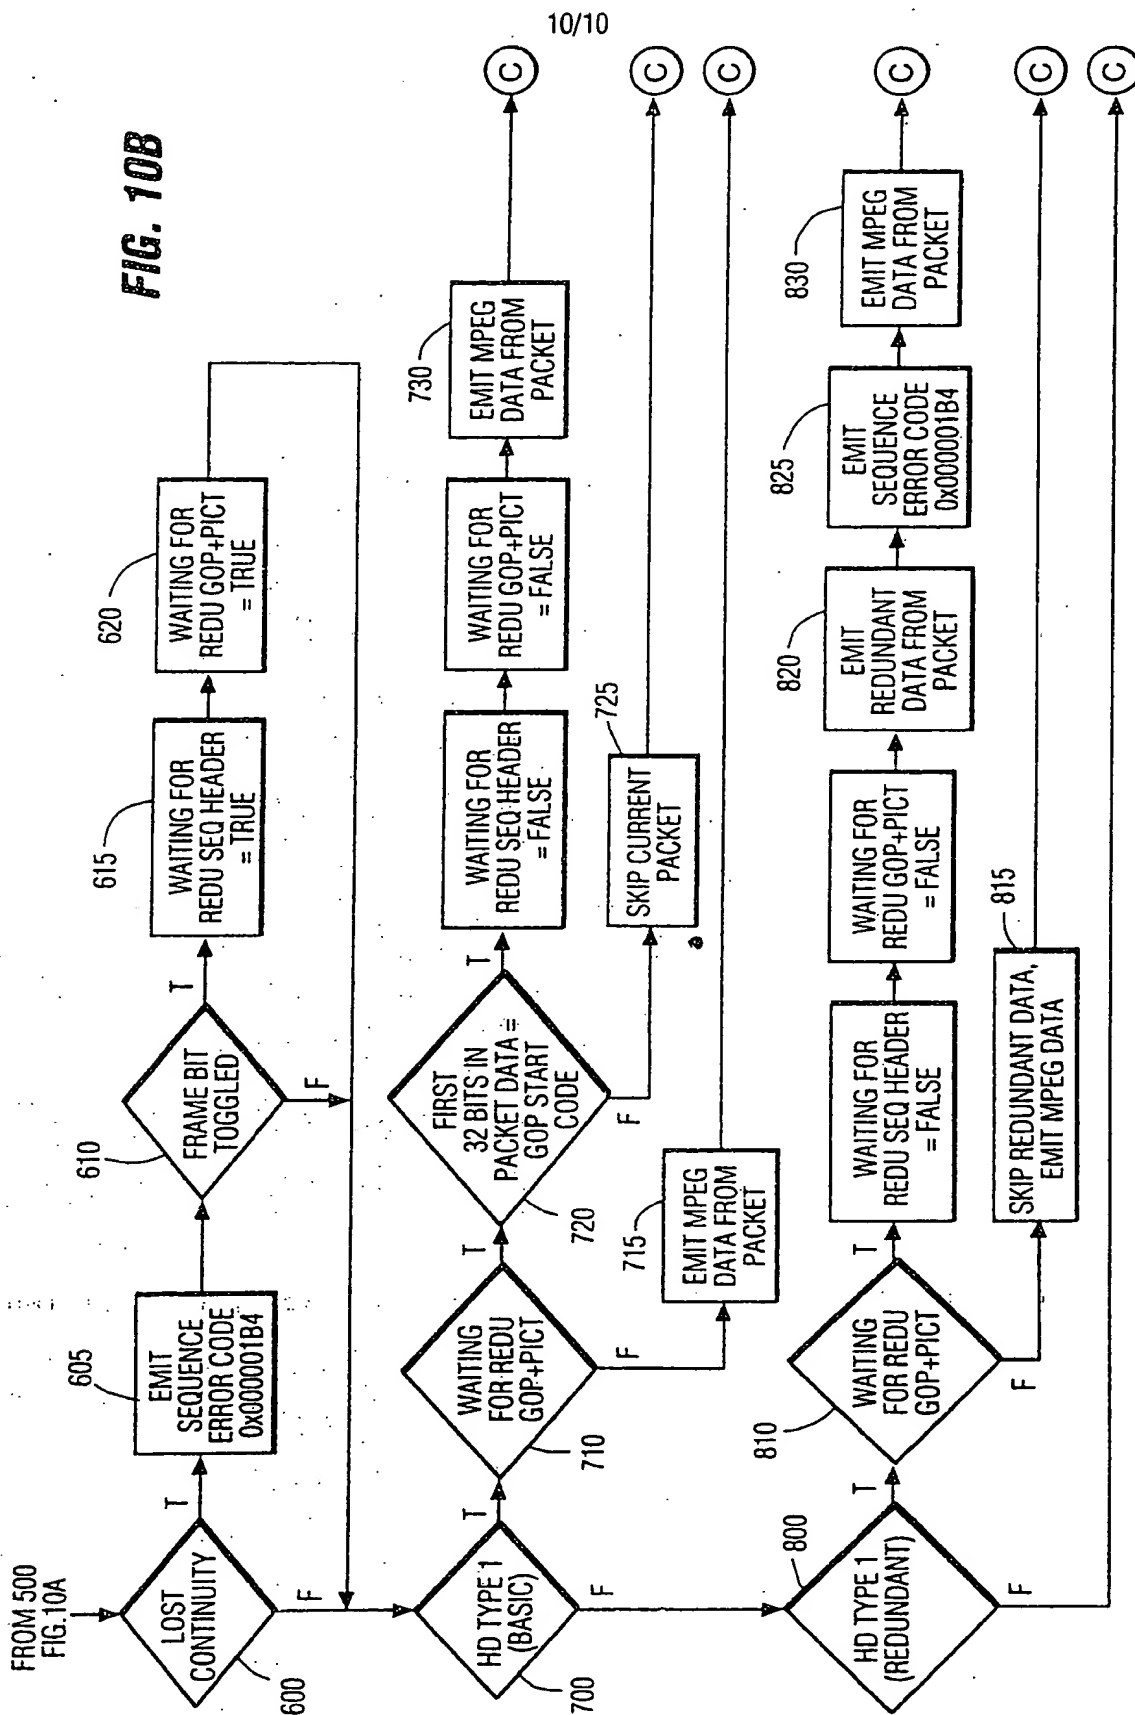 10/10
FIG. 10B
FROM 500
FIG.10A
LOST
CONTINUITY
600
T
F
605
EMIT
SEQUENCE
ERROR CODE
0x000001B4
610
FRAME BIT
TOGGLED
T
F
615
WAITING FOR
REDU SEQ HEADER
= TRUE
620
WAITING FOR
REDU GOP+PICT
= TRUE
HD TYPE 1
(BASIC)
700
T
F
WAITING
FOR REDU
GOP+PICT
710
T
F
715
EMIT MPEG
DATA FROM
PACKET
C
FIRST
32 BITS IN
PACKET DATA =
GOP START
CODE
720
T
F
725
SKIP CURRENT
PACKET
C
WAITING FOR
REDU SEQ HEADER
=FALSE
WAITING FOR
REDU GOP+PICT
= FALSE
730
EMIT MPEG
DATA FROM
PACKET
C
800
HD TYPE 1
(REDUNDANT)
T
F
C
810
WAITING
FOR REDU
GOP+PICT
T
F
815
SKIP REDUNDANT DATA,
EMIT MPEG DATA
C
WAITING FOR
REDU SEQ HEADER
= FALSE
WAITING FOR
REDU GOP+PICT
= FALSE
820
EMIT
REDUNDANT
DATA FROM
PACKET
825
EMIT
SEQUENCE
ERROR CODE
0x000001B4
830
EMIT MPEG
DATA FROM
PACKET
C